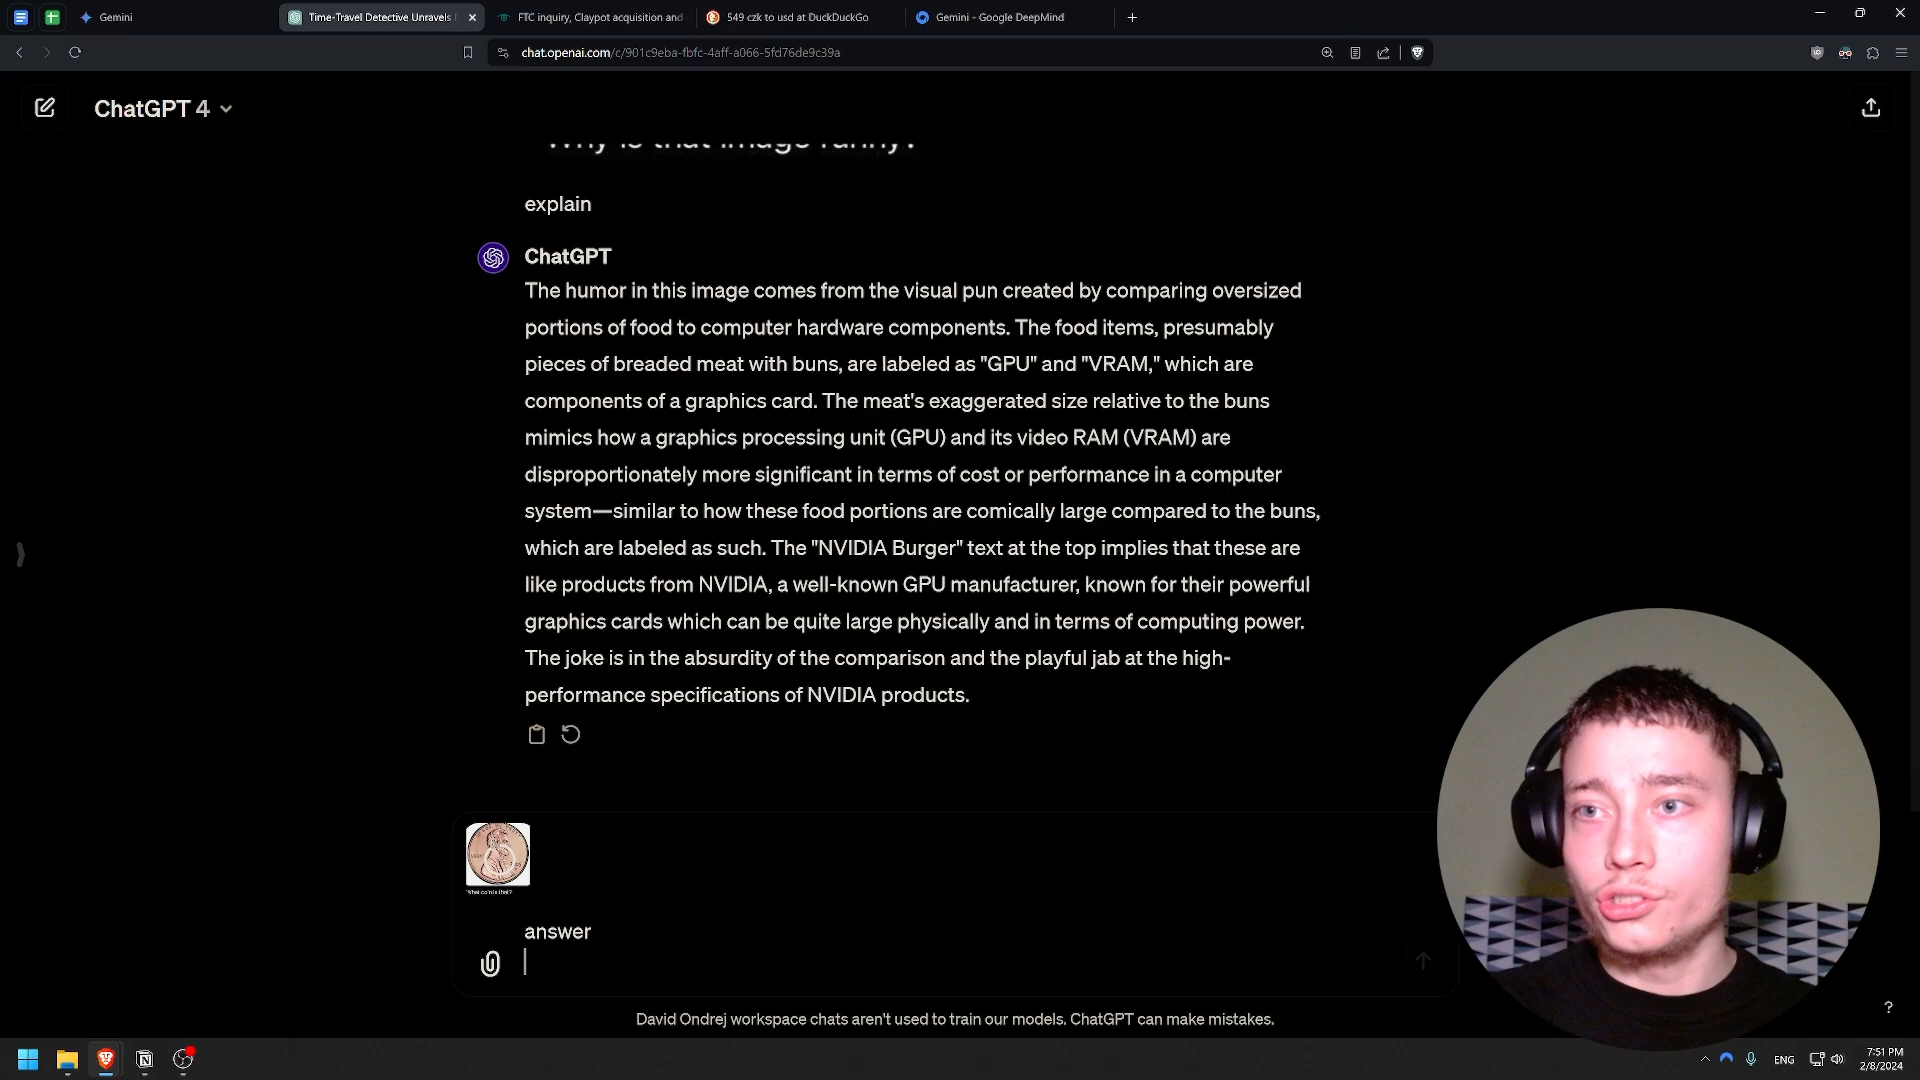 Gemini
Time-Travel Detective Unravels
FTC inquiry, Claypot acquisition and
549 czk to usd at DuckDuckGo
Gemini - Google DeepMind
chat.openai.com/c/901c9eba-fbfc-4aff-a066-5fd76de9c39a
ChatGPT 4
Why is that image funny?
explain
ChatGPT
The humor in this image comes from the visual pun created by comparing oversized
portions of food to computer hardware components. The food items, presumably
pieces of breaded meat with buns, are labeled as "GPU" and "VRAM," which are
components of a graphics card. The meat's exaggerated size relative to the buns
mimics how a graphics processing unit (GPU) and its video RAM (VRAM) are
disproportionately more significant in terms of cost or performance in a computer
system—similar to how these food portions are comically large compared to the buns,
which are labeled as such. The "NVIDIA Burger" text at the top implies that these are
like products from NVIDIA, a well-known GPU manufacturer, known for their powerful
graphics cards which can be quite large physically and in terms of computing power.
The joke is in the absurdity of the comparison and the playful jab at the high-
performance specifications of NVIDIA products.
"What coin is that?
answer
David Ondrej workspace chats aren't used to train our models. ChatGPT can make mistakes.
?
ENG
7:51 PM
2/8/2024